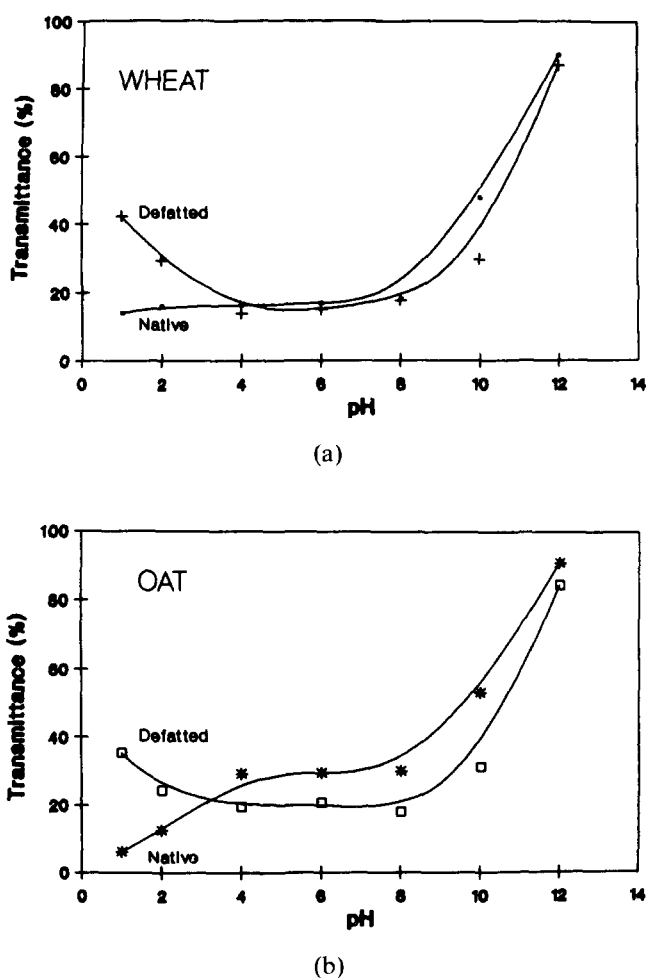 100
80
60
40
20
0
Transmittance (%)
WHEAT
Defatted
Native
0 2 4 6 8 10 12 14
pH
(a)
100
80
60
40
20
0
Transmittance (%)
OAT
Defatted
Native
0 2 4 6 8 10 12 14
pH
(b)